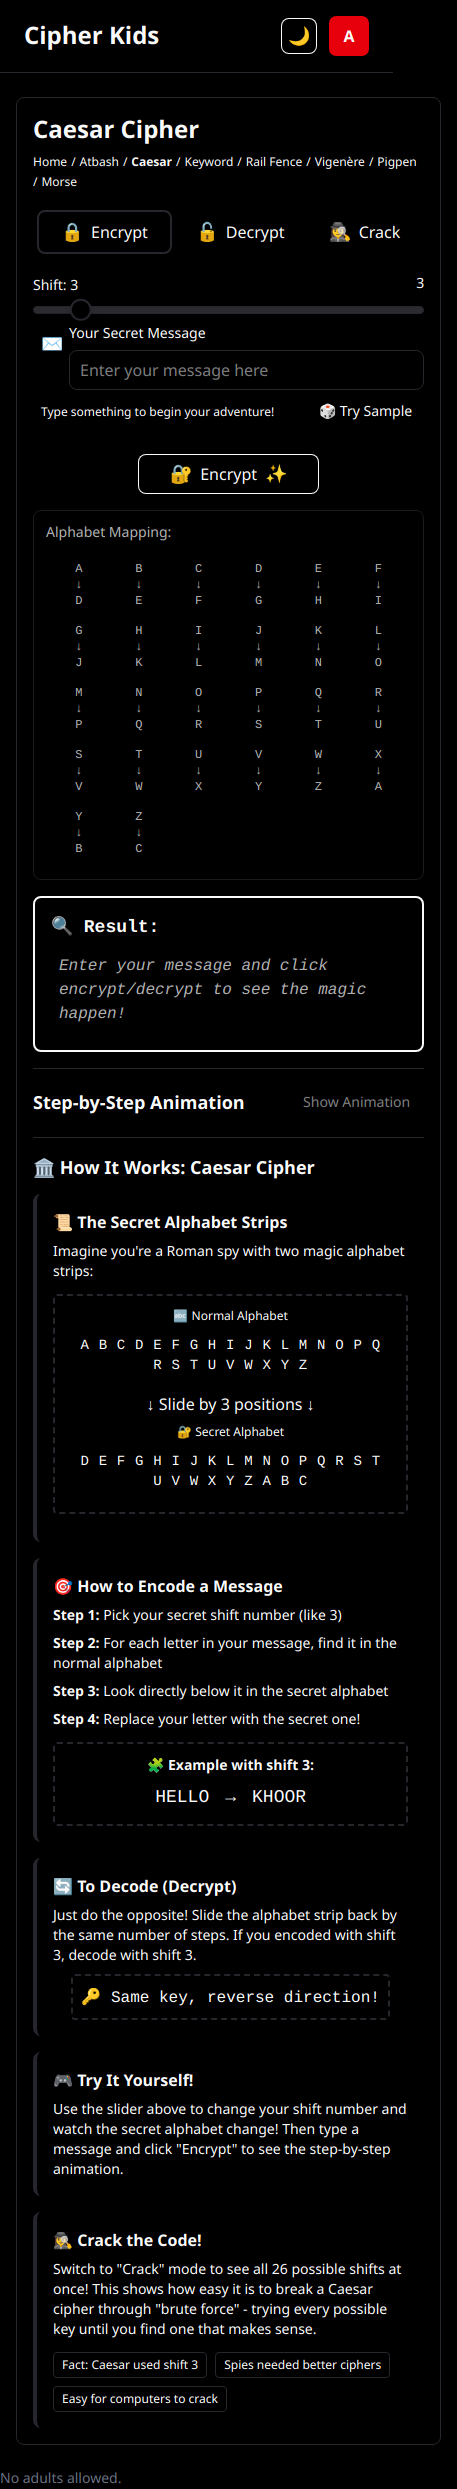 Cipher Kids
🌙
A
Caesar Cipher
Home / Atbash / Caesar / Keyword / Rail Fence / Vigenère / Pigpen
/ Morse
🔒 Encrypt 🔓 Decrypt 🕵️ Crack
Shift: 3 3
Your Secret Message
✉️ Enter your message here
Type something to begin your adventure! 🎲 Try Sample
🔐 Encrypt ✨
Alphabet Mapping:
A B C D E F
↓ ↓ ↓ ↓ ↓ ↓
D E F G H I
G H I J K L
↓ ↓ ↓ ↓ ↓ ↓
J K L M N O
M N O P Q R
↓ ↓ ↓ ↓ ↓ ↓
P Q R S T U
S T U V W X
↓ ↓ ↓ ↓ ↓ ↓
V W X Y Z A
Y Z
↓ ↓
B C
🔍 Result:
Enter your message and click
encrypt/decrypt to see the magic
happen!
Step-by-Step Animation Show Animation
🏛️ How It Works: Caesar Cipher
📜 The Secret Alphabet Strips
Imagine you're a Roman spy with two magic alphabet
strips:
🔤 Normal Alphabet
A B C D E F G H I J K L M N O P Q
R S T U V W X Y Z
↓ Slide by 3 positions ↓
🔐 Secret Alphabet
D E F G H I J K L M N O P Q R S T
U V W X Y Z A B C
🎯 How to Encode a Message
Step 1: Pick your secret shift number (like 3)
Step 2: For each letter in your message, find it in the
normal alphabet
Step 3: Look directly below it in the secret alphabet
Step 4: Replace your letter with the secret one!
🧩 Example with shift 3:
HELLO → KHOOR
🔄 To Decode (Decrypt)
Just do the opposite! Slide the alphabet strip back by
the same number of steps. If you encoded with shift
3, decode with shift 3.
🔑 Same key, reverse direction!
🎮 Try It Yourself!
Use the slider above to change your shift number and
watch the secret alphabet change! Then type a
message and click "Encrypt" to see the step-by-step
animation.
🕵️ Crack the Code!
Switch to "Crack" mode to see all 26 possible shifts at
once! This shows how easy it is to break a Caesar
cipher through "brute force" - trying every possible
key until you find one that makes sense.
Fact: Caesar used shift 3 Spies needed better ciphers
Easy for computers to crack
No adults allowed.